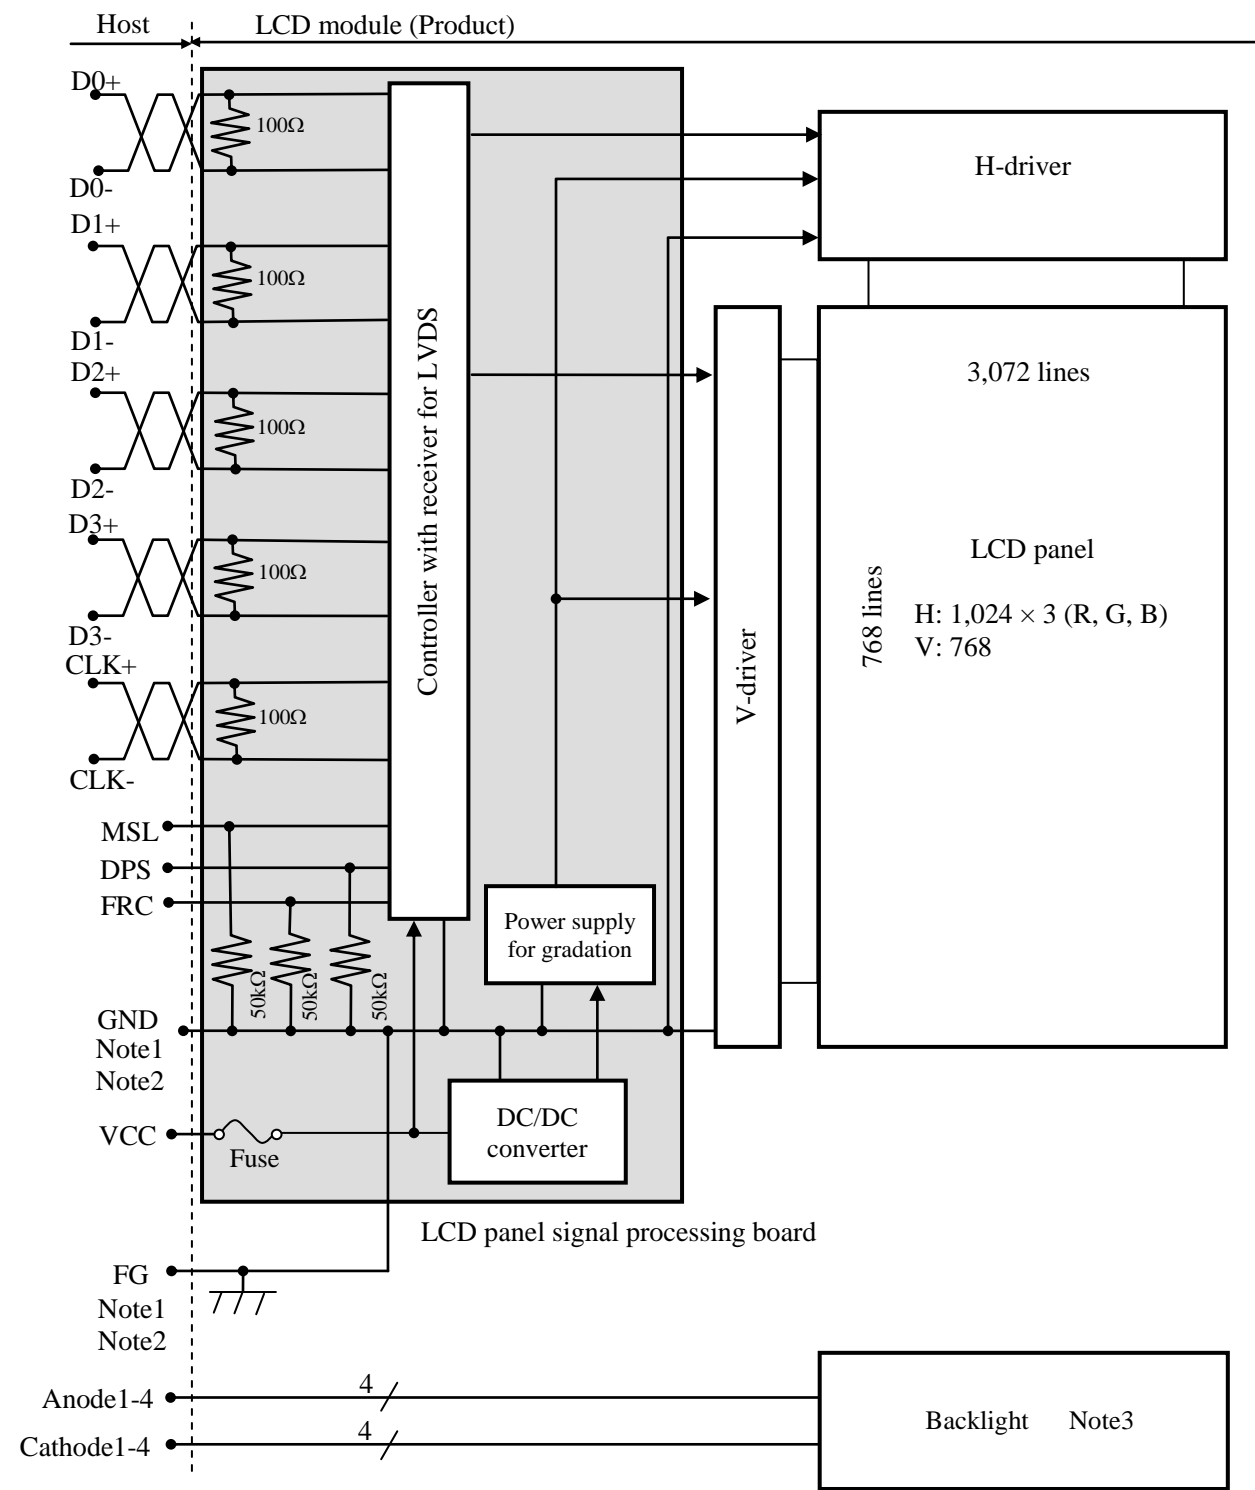 Host
LCD module (Product)
D0+
100Ω
D0-
D1+
100Ω
D1-
D2+
100Ω
D2-
D3+
100Ω
D3-
CLK+
100Ω
CLK-
MSL
DPS
FRC
50kΩ
50kΩ
50kΩ
GND
Note1
Note2
VCC
Fuse
Controller with receiver for LVDS
Power supply
for gradation
DC/DC
converter
LCD panel signal processing board
H-driver
V-driver
3,072 lines
768 lines
LCD panel
H: 1,024 × 3 (R, G, B)
V: 768
FG
Note1
Note2
Anode1-4
4
Cathode1-4
4
Backlight Note3